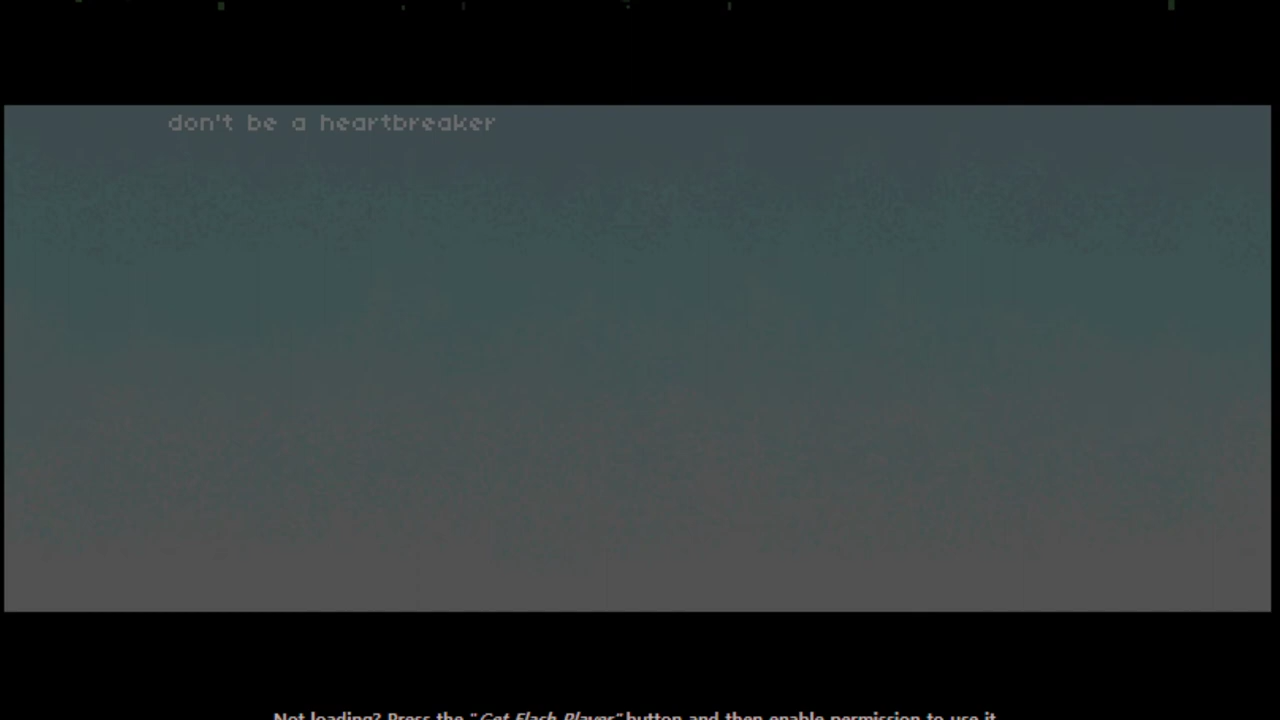 don't be a heartbreaker
Not loading? Press the "Get Flash Player" button and then enable permission to use it